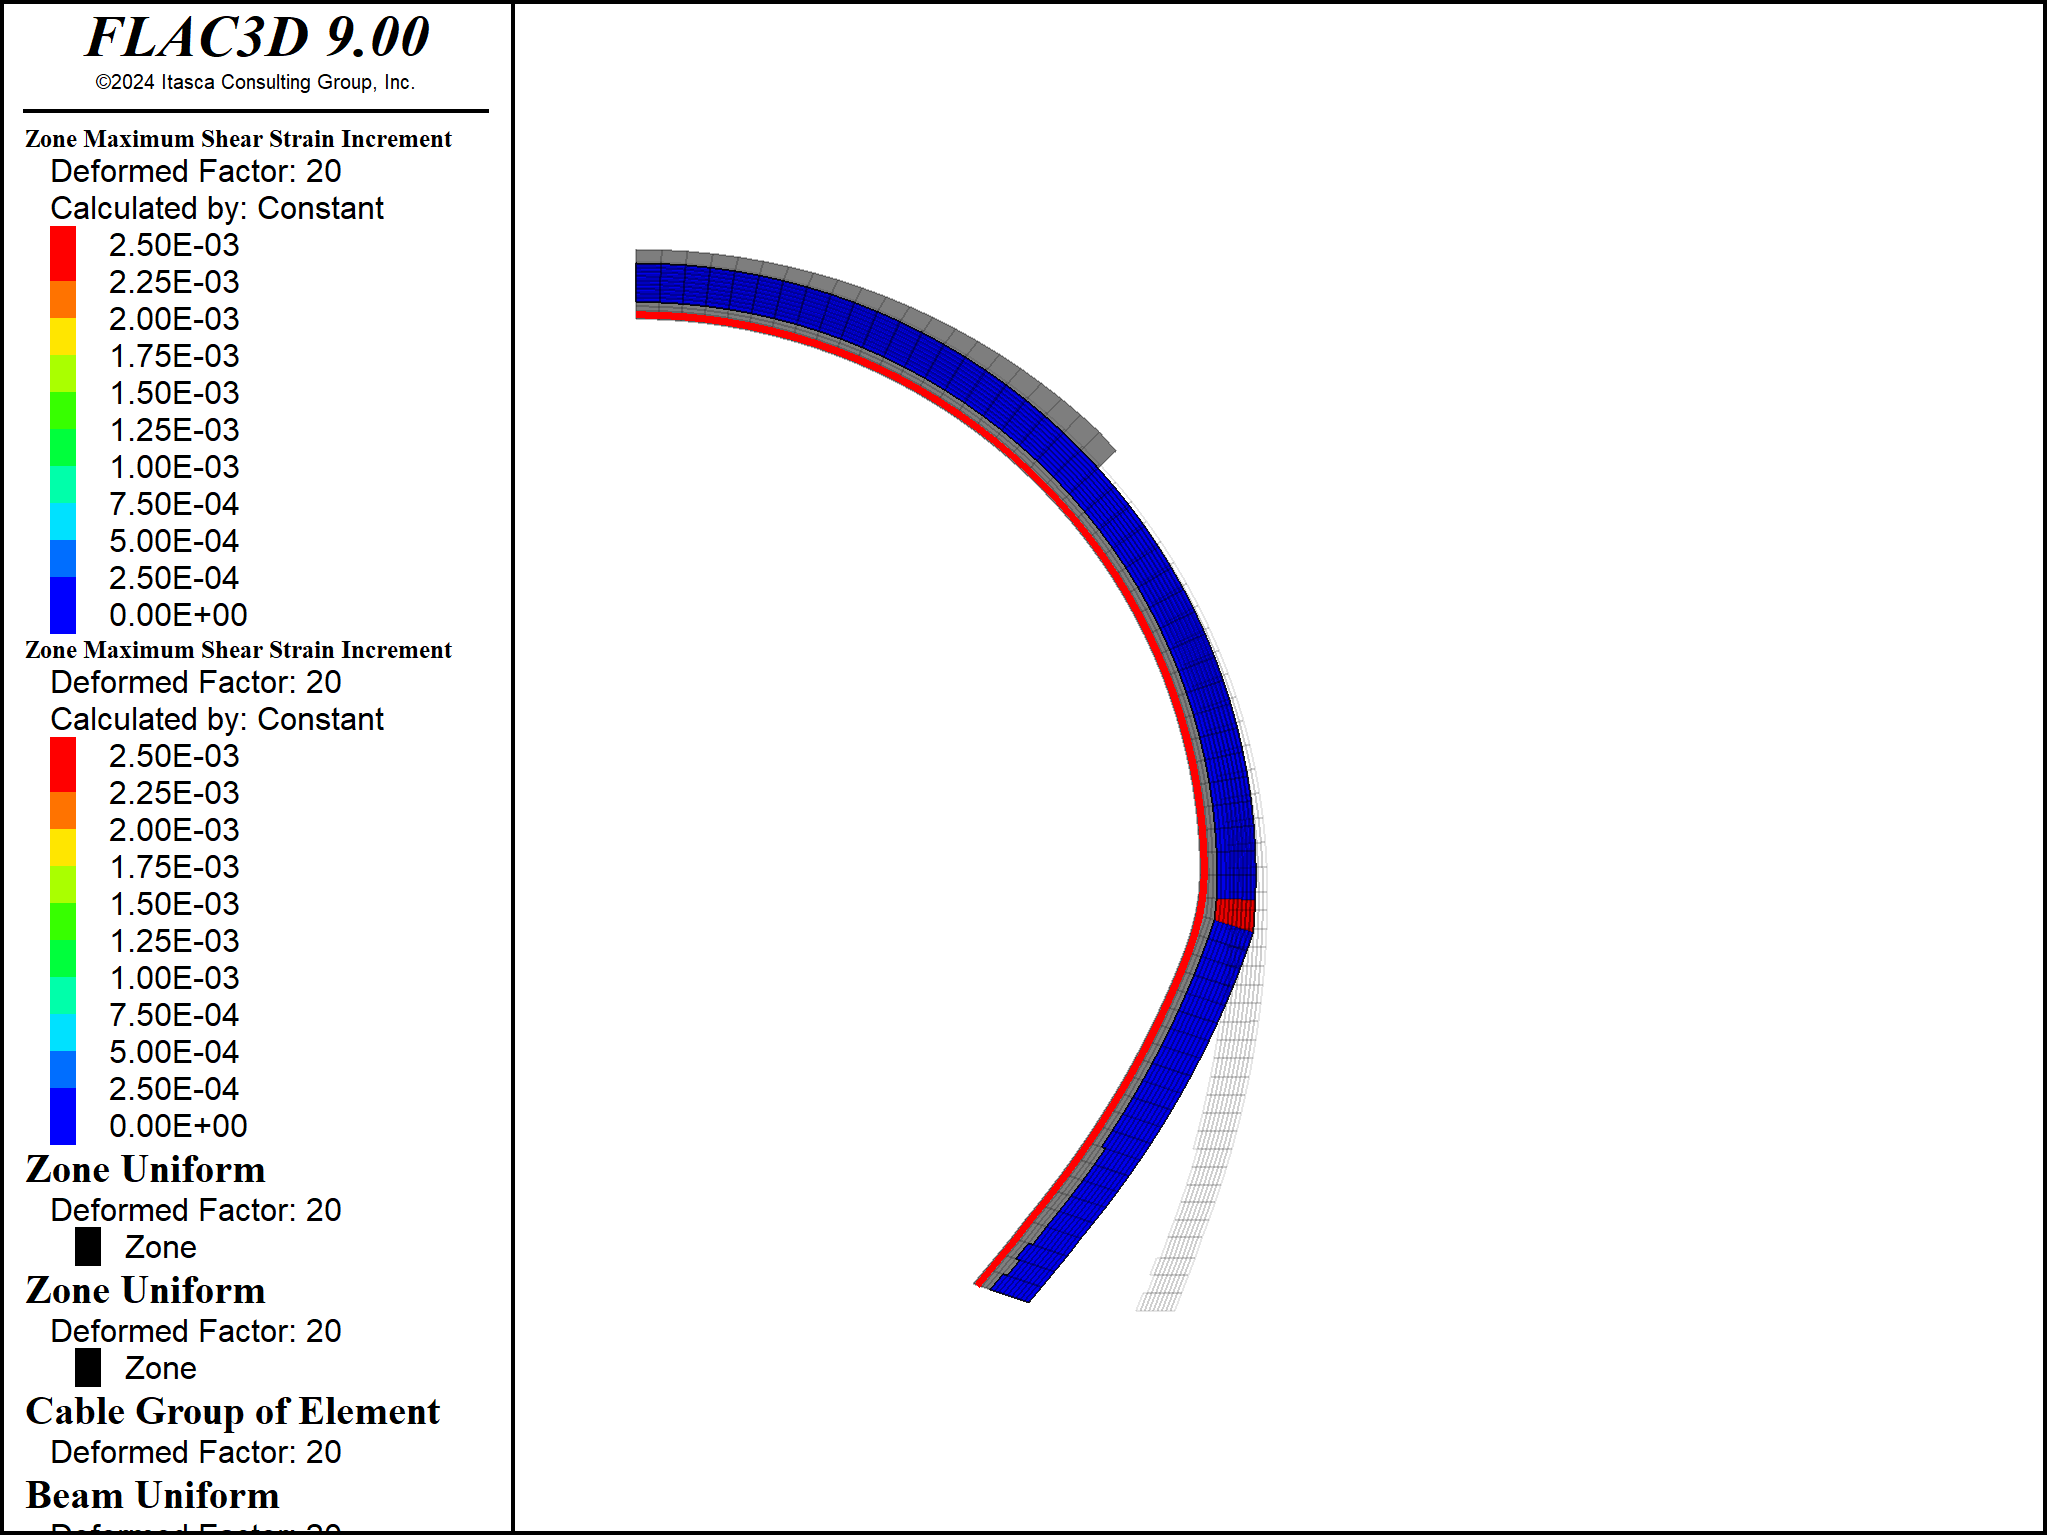 FLAC3D 9.00
©2024 Itasca Consulting Group, Inc.
Zone Maximum Shear Strain Increment
Deformed Factor: 20
Calculated by: Constant
2.50E-03
2.25E-03
2.00E-03
1.75E-03
1.50E-03
1.25E-03
1.00E-03
7.50E-04
5.00E-04
2.50E-04
0.00E+00
Zone Maximum Shear Strain Increment
Deformed Factor: 20
Calculated by: Constant
2.50E-03
2.25E-03
2.00E-03
1.75E-03
1.50E-03
1.25E-03
1.00E-03
7.50E-04
5.00E-04
2.50E-04
0.00E+00
Zone Uniform
Deformed Factor: 20
Zone
Zone Uniform
Deformed Factor: 20
Zone
Cable Group of Element
Deformed Factor: 20
Beam Uniform